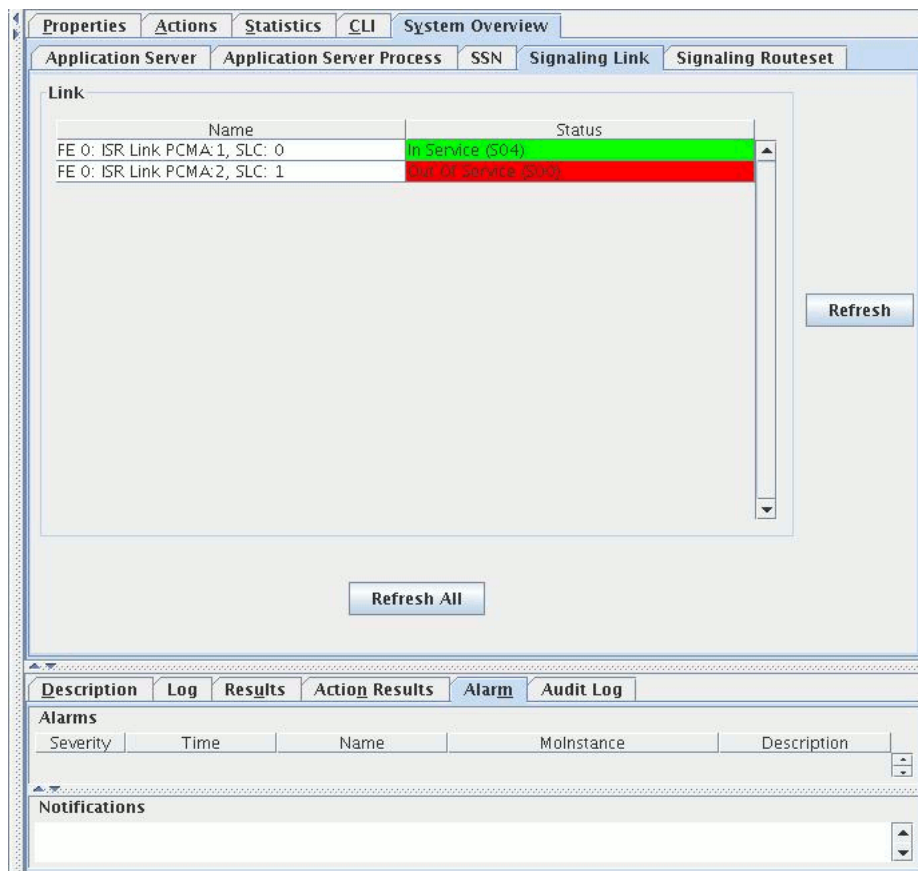 Properties Actions Statistics CLI System Overview
Application Server Application Server Process SSN Signaling Link Signaling Routeset
Link
Name Status
FE 0: ISR Link PCMA:1, SLC: 0 In Service (S04)
FE 0: ISR Link PCMA:2, SLC: 1 Out Of Service (S00)
Refresh
Refresh All
Description Log Results Action Results Alarm Audit Log
Alarms
Severity Time Name MoInstance Description
Notifications